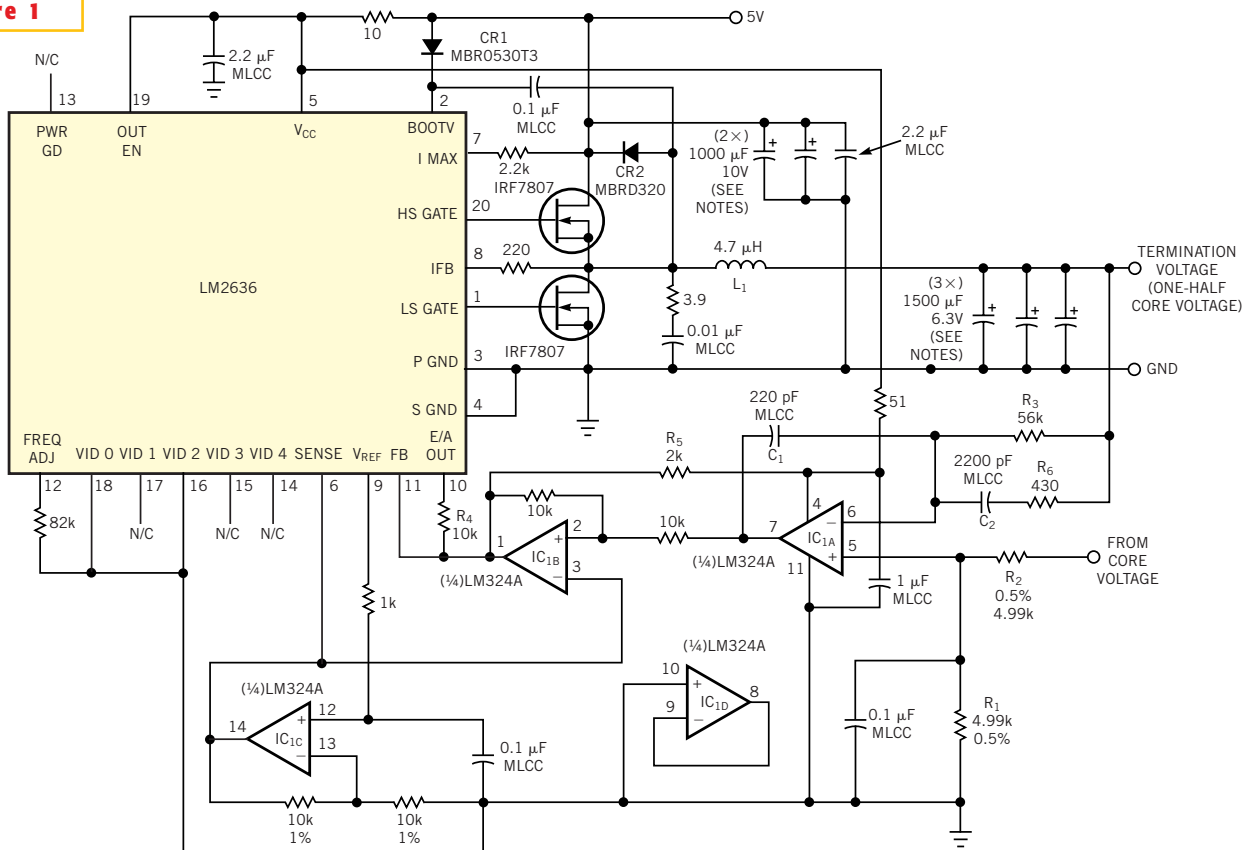 re 1
5V
10
CR1
MBR0530T3
2.2 µF
MLCC
N/C
13
19
5
2
0.1 µF
MLCC
PWR
GD
OUT
EN
VCC
BOOTV
7
I MAX
2.2k
IRF7807
CR2
MBRD320
(2×)
1000 µF
10V
(SEE
NOTES)
2.2 µF
MLCC
20
HS GATE
8
IFB
220
4.7 µH
L1
TERMINATION
VOLTAGE
(ONE-HALF
CORE VOLTAGE)
LM2636
1
LS GATE
3.9
0.01 µF
MLCC
(3×)
1500 µF
6.3V
(SEE
NOTES)
IRF7807
3
P GND
GND
4
S GND
51
220 pF
MLCC
C1
R3
56k
FREQ
ADJ
VID 0
VID 1
VID 2
VID 3
VID 4
SENSE
VREF
FB
E/A
OUT
12
18
17
16
15
14
6
9
11
10
R5
2k
2200 pF
MLCC
C2
R6
430
82k
N/C
N/C
N/C
R4
10k
10k
1
2
+
IC1B
3
–
(¼)LM324A
10k
7
4
6
–
IC1A
5
+
11
(¼)LM324A
FROM
CORE
VOLTAGE
R2
0.5%
4.99k
1 µF
MLCC
1k
(¼)LM324A
10
+
9
–
IC1D
8
(¼)LM324A
14
12
+
IC1C
13
–
0.1 µF
MLCC
0.1 µF
MLCC
R1
4.99k
0.5%
10k
1%
10k
1%
+
+
+
+
+